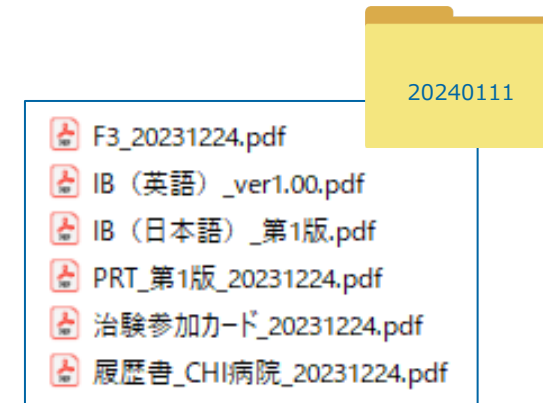 20240111
F3_20231224.pdf
IB（英語）_ver1.00.pdf
IB（日本語）_第1版.pdf
PRT_第1版_20231224.pdf
治験参加カード_20231224.pdf
履歴書_CHI病院_20231224.pdf